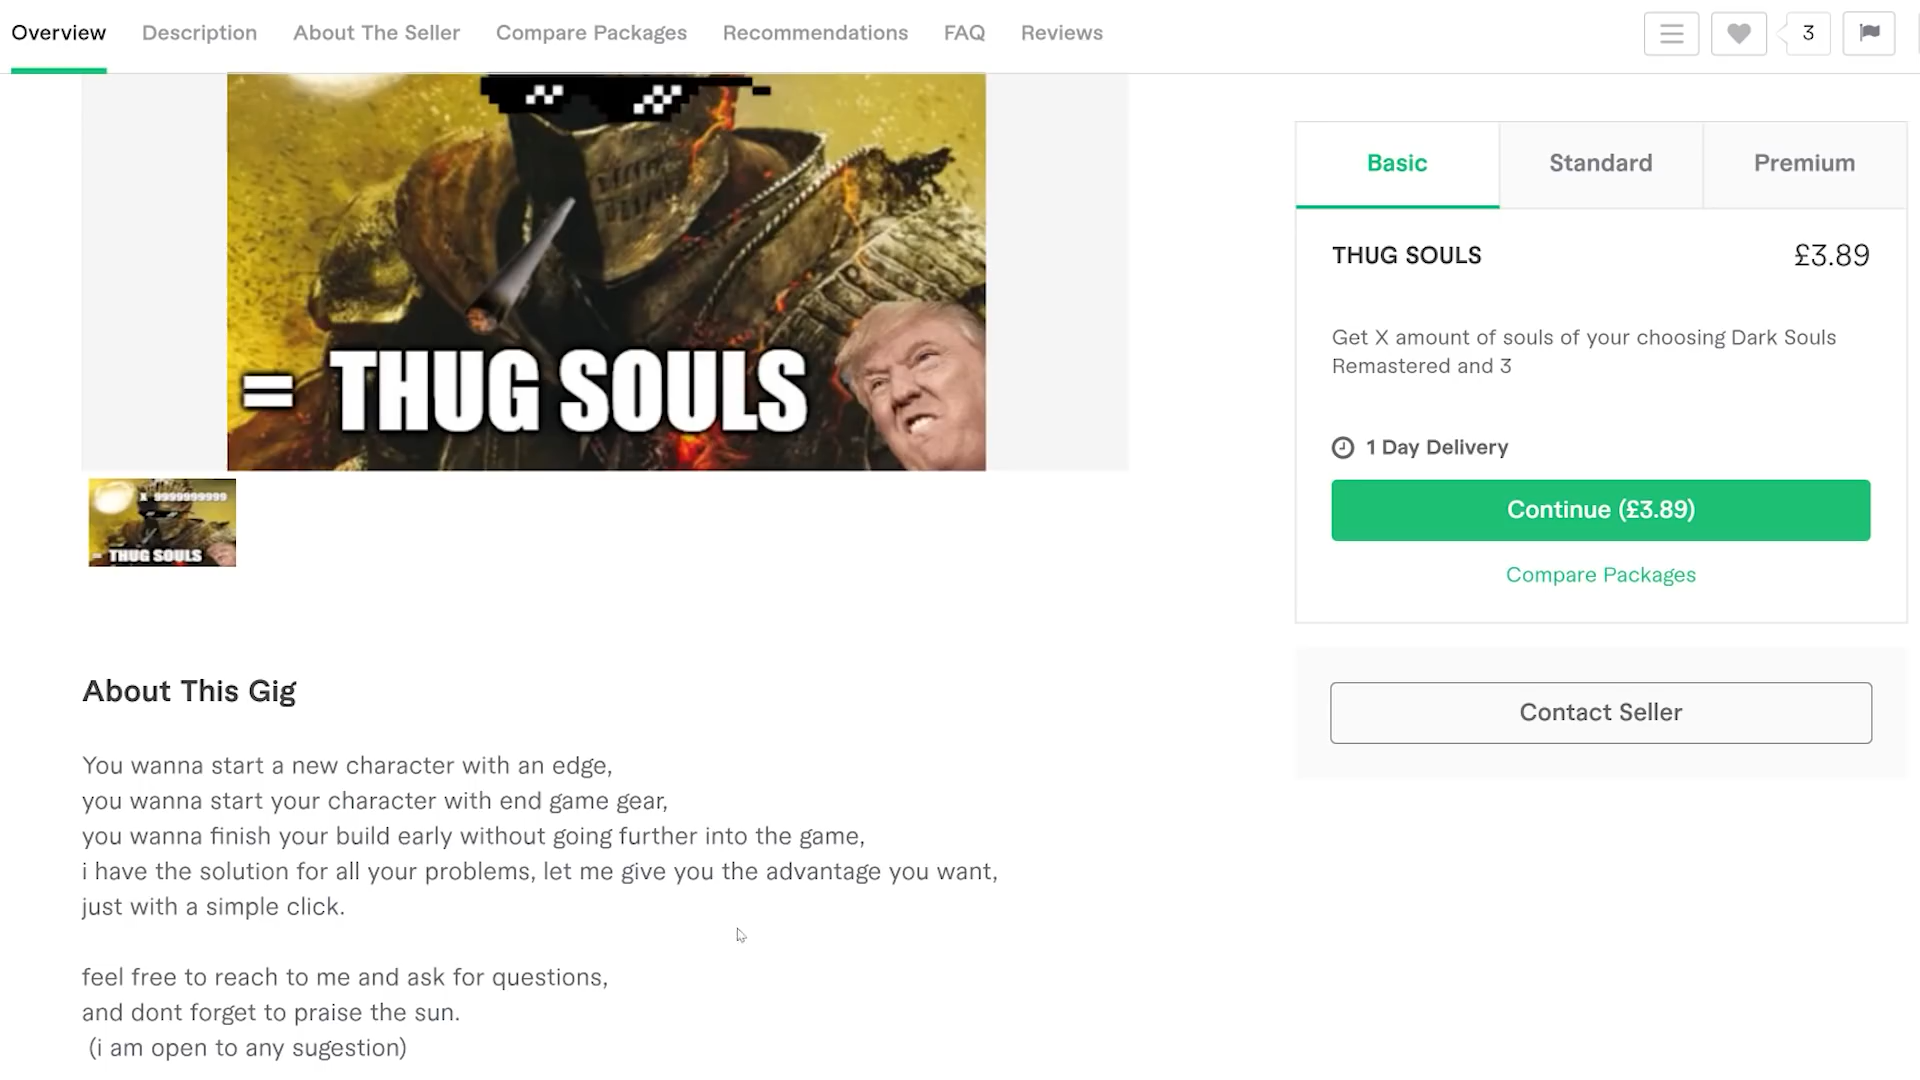 Overview Description About The Seller Compare Packages Recommendations FAQ Reviews
3
= THUG SOULS
X 9999999999
= THUG SOULS
Basic Standard Premium
THUG SOULS £3.89
Get X amount of souls of your choosing Dark Souls
Remastered and 3
1 Day Delivery
Continue (£3.89)
Compare Packages
Contact Seller
About This Gig
You wanna start a new character with an edge,
you wanna start your character with end game gear,
you wanna finish your build early without going further into the game,
i have the solution for all your problems, let me give you the advantage you want,
just with a simple click.
feel free to reach to me and ask for questions,
and dont forget to praise the sun.
(i am open to any sugestion)